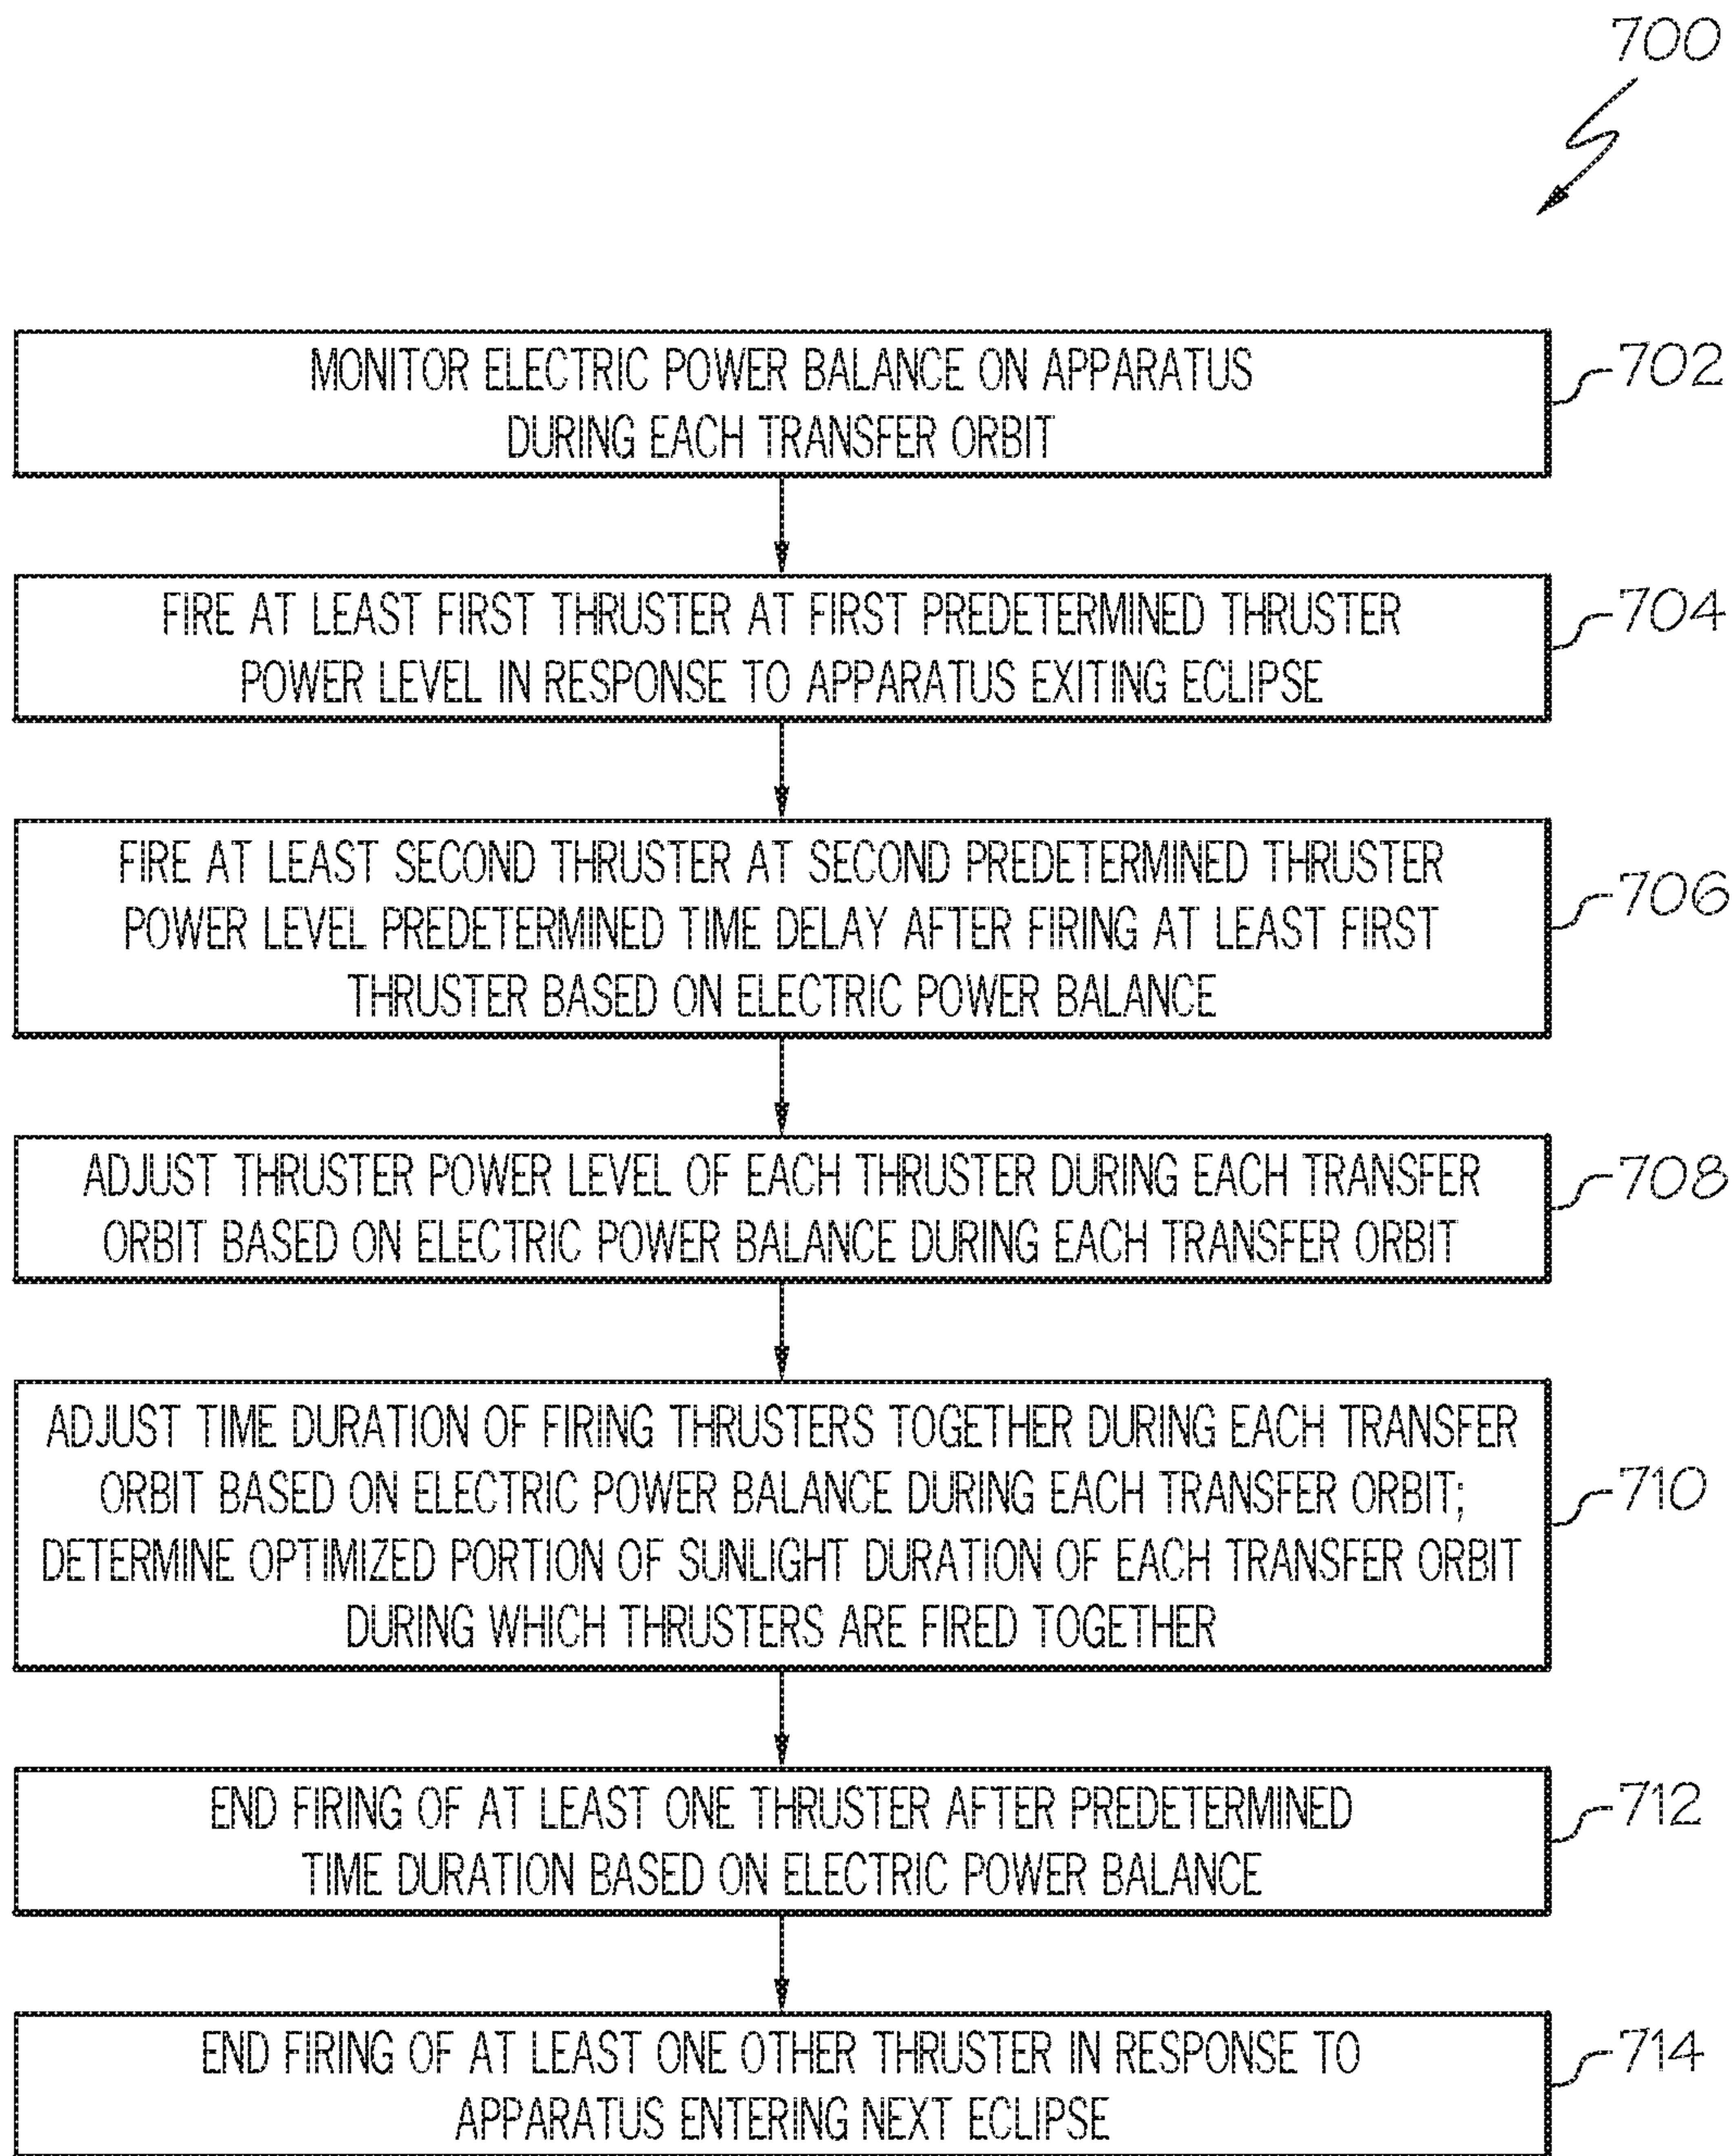 700
MONITOR ELECTRIC POWER BALANCE ON APPARATUS
DURING EACH TRANSFER ORBIT
702
FIRE AT LEAST FIRST THRUSTER AT FIRST PREDETERMINED THRUSTER
POWER LEVEL IN RESPONSE TO APPARATUS EXITING ECLIPSE
704
FIRE AT LEAST SECOND THRUSTER AT SECOND PREDETERMINED THRUSTER
POWER LEVEL PREDETERMINED TIME DELAY AFTER FIRING AT LEAST FIRST
THRUSTER BASED ON ELECTRIC POWER BALANCE
706
ADJUST THRUSTER POWER LEVEL OF EACH THRUSTER DURING EACH TRANSFER
ORBIT BASED ON ELECTRIC POWER BALANCE DURING EACH TRANSFER ORBIT
708
ADJUST TIME DURATION OF FIRING THRUSTERS TOGETHER DURING EACH TRANSFER
ORBIT BASED ON ELECTRIC POWER BALANCE DURING EACH TRANSFER ORBIT;
DETERMINE OPTIMIZED PORTION OF SUNLIGHT DURATION OF EACH TRANSFER ORBIT
DURING WHICH THRUSTERS ARE FIRED TOGETHER
710
END FIRING OF AT LEAST ONE THRUSTER AFTER PREDETERMINED
TIME DURATION BASED ON ELECTRIC POWER BALANCE
712
END FIRING OF AT LEAST ONE OTHER THRUSTER IN RESPONSE TO
APPARATUS ENTERING NEXT ECLIPSE
714